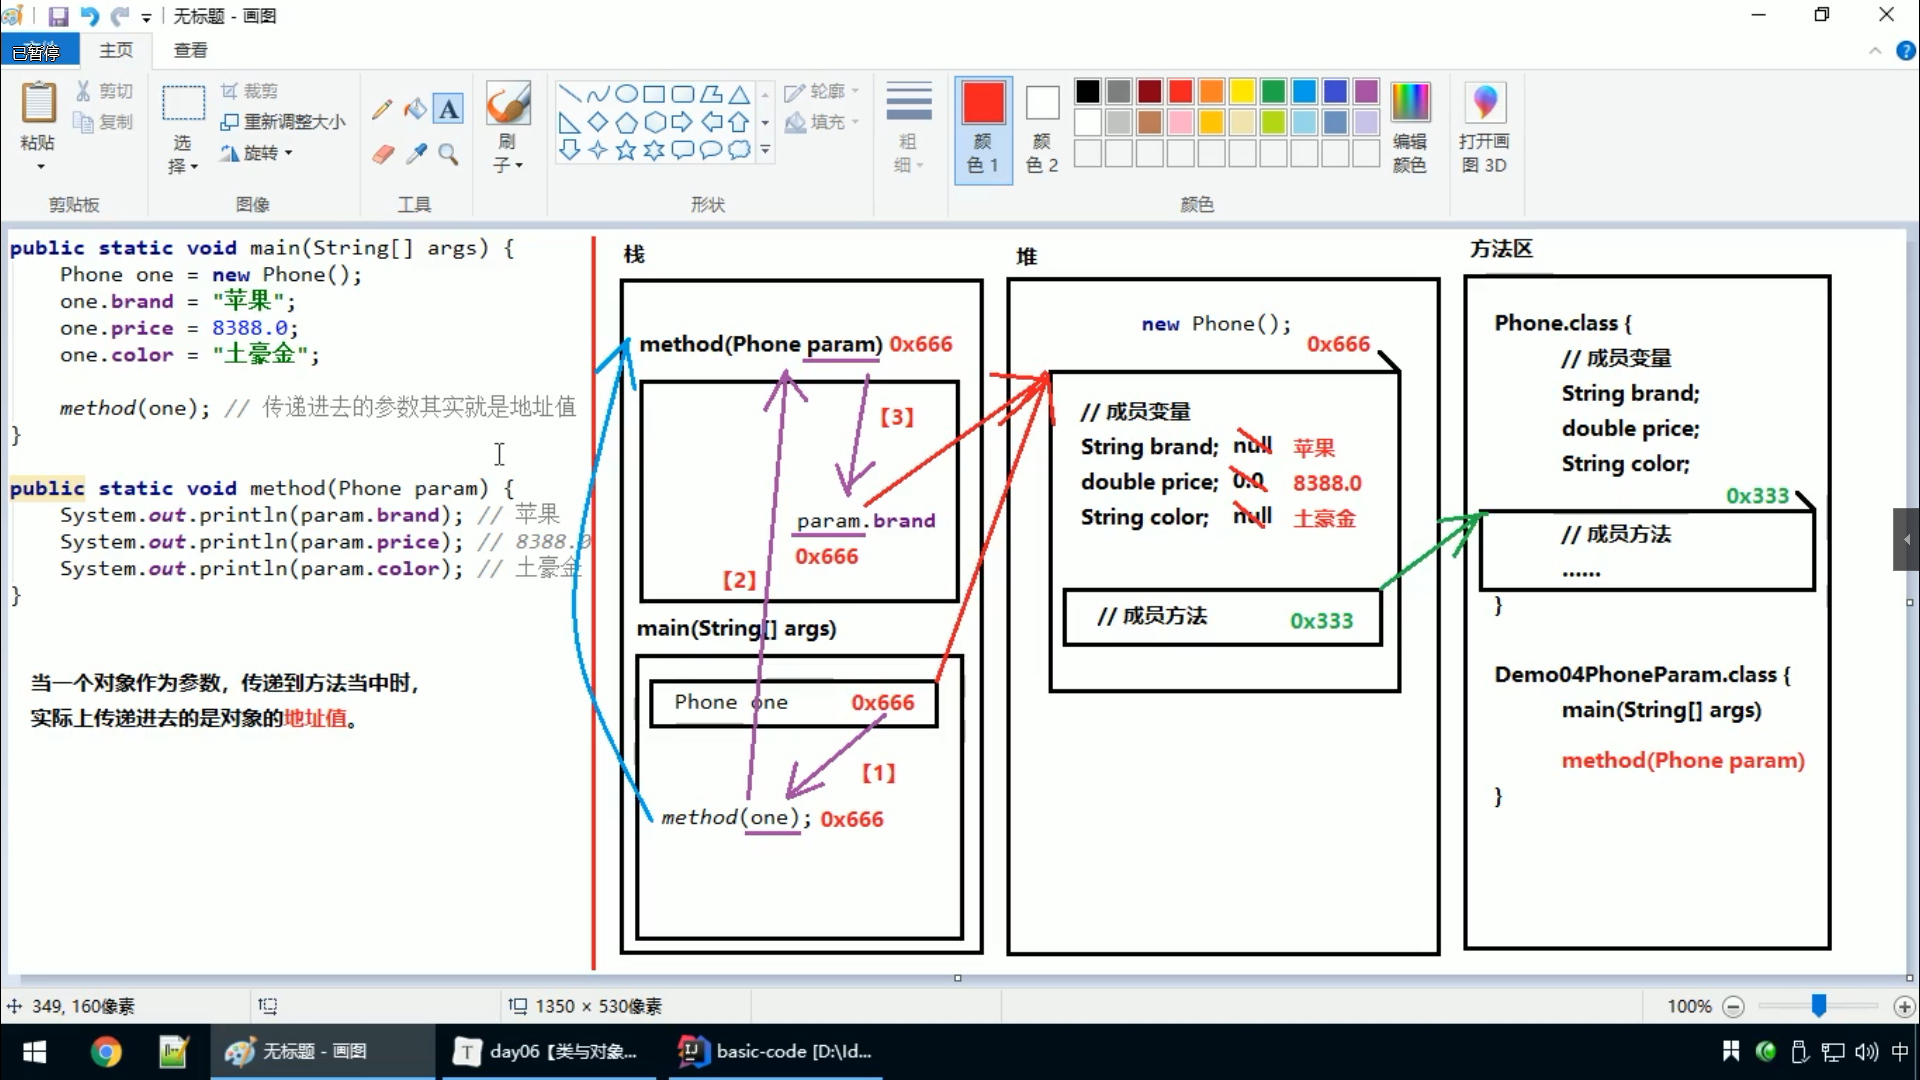 无标题 - 画图
已暂停
主页
查看
粘贴
剪切
复制
选择
裁剪
重新调整大小
旋转
A
刷子
轮廓
填充
粗细
颜色 1
颜色 2
编辑颜色
打开画图 3D
剪贴板
图像
工具
形状
颜色
public static void main(String[] args) {
Phone one = new Phone();
one.brand = "苹果";
one.price = 8388.0;
one.color = "土豪金";
method(one); // 传递进去的参数其实就是地址值
}
public static void method(Phone param) {
System.out.println(param.brand); // 苹果
System.out.println(param.price); // 8388.0
System.out.println(param.color); // 土豪金
}
当一个对象作为参数，传递到方法当中时，
实际上传递进去的是对象的地址值。
栈
method(Phone param) 0x666
【3】
param.brand
0x666
【2】
main(String[] args)
Phone one 0x666
【1】
method(one); 0x666
堆
new Phone();
0x666
// 成员变量
String brand; null 苹果
double price; 0.0 8388.0
String color; null 土豪金
// 成员方法 0x333
方法区
Phone.class {
// 成员变量
String brand;
double price;
String color;
0x333
// 成员方法
......
}
Demo04PhoneParam.class {
main(String[] args)
method(Phone param)
}
349, 160像素
1350 × 530像素
100%
无标题 - 画图
T
day06【类与对象...
IJ
basic-code [D:\Id...
中